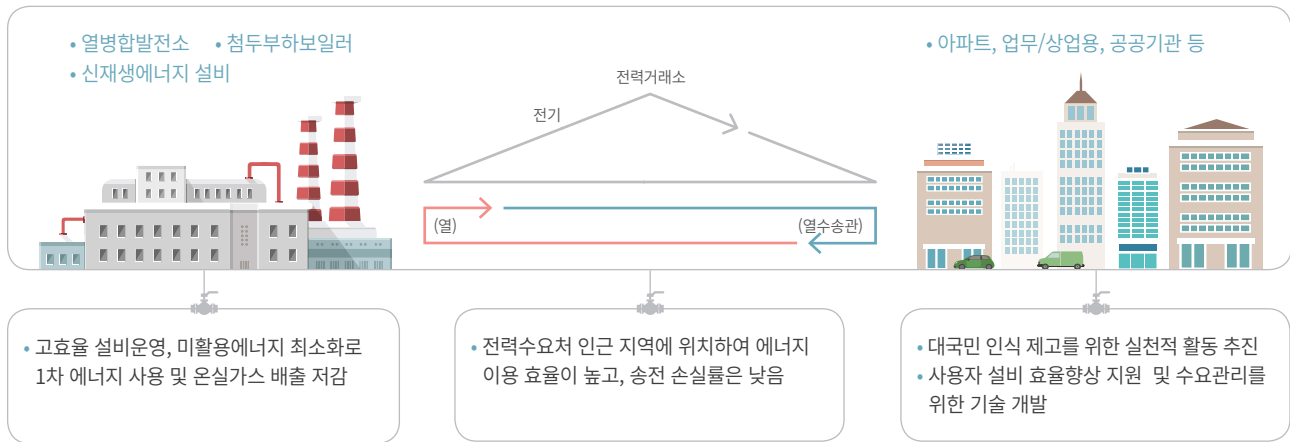 • 열병합발전소 • 첨두부하보일러
• 신재생에너지 설비
전력거래소
전기
(열)
(열수송관)
• 아파트, 업무/상업용, 공공기관 등
• 고효율 설비운영, 미활용에너지 최소화로
1차 에너지 사용 및 온실가스 배출 저감
• 전력수요처 인근 지역에 위치하여 에너지
이용 효율이 높고, 송전 손실률은 낮음
• 대국민 인식 제고를 위한 실천적 활동 추진
• 사용자 설비 효율향상 지원 및 수요관리를
위한 기술 개발